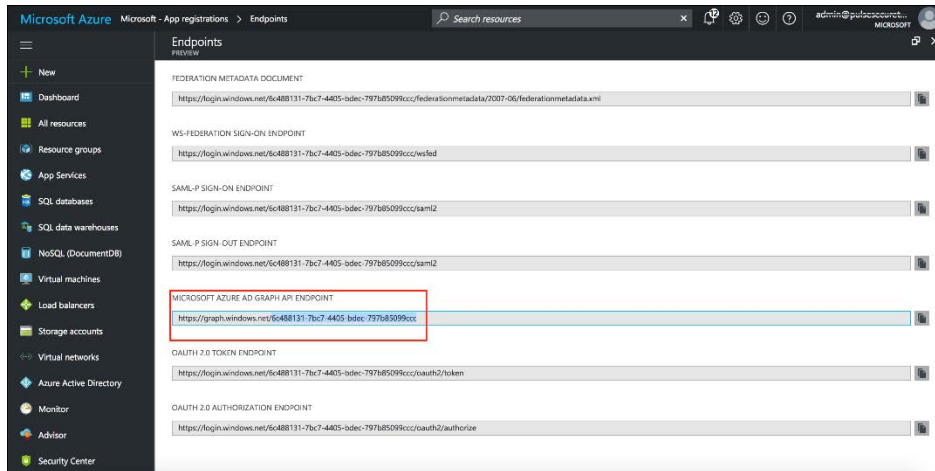 Microsoft Azure Microsoft - App registrations > Endpoints
Search resources
admin@pulsesecuret...
MICROSOFT
Endpoints
PREVIEW
New
Dashboard
All resources
Resource groups
App Services
SQL databases
SQL data warehouses
NoSQL (DocumentDB)
Virtual machines
Load balancers
Storage accounts
Virtual networks
Azure Active Directory
Monitor
Advisor
Security Center
FEDERATION METADATA DOCUMENT
https://login.windows.net/6c488131-7bc7-4405-bdec-797b85099ccc/federationmetadata/2007-06/federationmetadata.xml
WS-FEDERATION SIGN-ON ENDPOINT
https://login.windows.net/6c488131-7bc7-4405-bdec-797b85099ccc/wsfed
SAML-P SIGN-ON ENDPOINT
https://login.windows.net/6c488131-7bc7-4405-bdec-797b85099ccc/saml2
SAML-P SIGN-OUT ENDPOINT
https://login.windows.net/6c488131-7bc7-4405-bdec-797b85099ccc/saml2
MICROSOFT AZURE AD GRAPH API ENDPOINT
https://graph.windows.net/6c488131-7bc7-4405-bdec-797b85099ccc
OAUTH 2.0 TOKEN ENDPOINT
https://login.windows.net/6c488131-7bc7-4405-bdec-797b85099ccc/oauth2/token
OAUTH 2.0 AUTHORIZATION ENDPOINT
https://login.windows.net/6c488131-7bc7-4405-bdec-797b85099ccc/oauth2/authorize